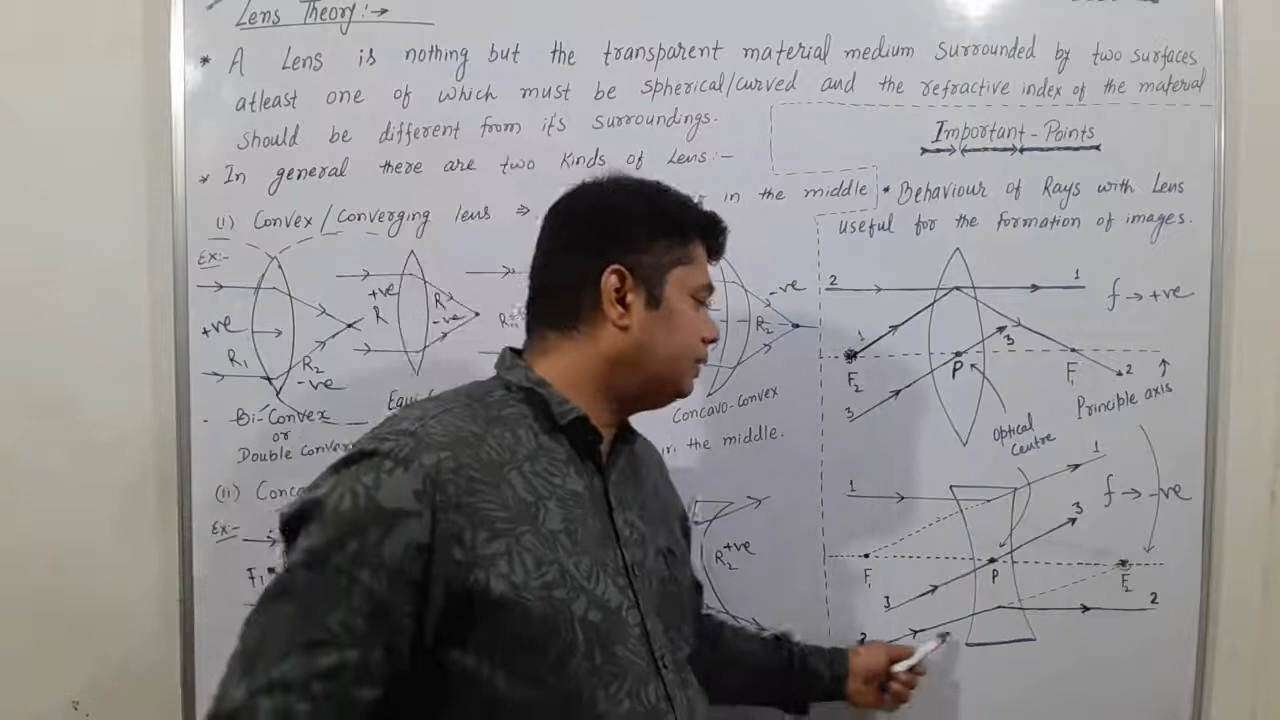 Lens Theory:→
* A Lens is nothing but the transparent material medium surrounded by two surfaces
atleast one of which must be spherical/curved and the refractive index of the material
should be different from it's surroundings.
* In general there are two kinds of Lens:-
(i) Convex/Converging lens ⇒ in the middle
Ex:-
+ve
R1
R2
-ve
Bi-Convex
or
Double
+ve
R
R
-ve
-ve
R2
Concavo-convex
the middle.
(ii)
Ex:-
F1
R2
+ve
Important-Points
* Behaviour of Rays with Lens
useful for the formation of images.
2
1
f→+ve
1
3
F2
P
F1
2
3
Principle axis
Optical
Centre
1
1
f→-ve
3
F1
P
F2
3
2
2